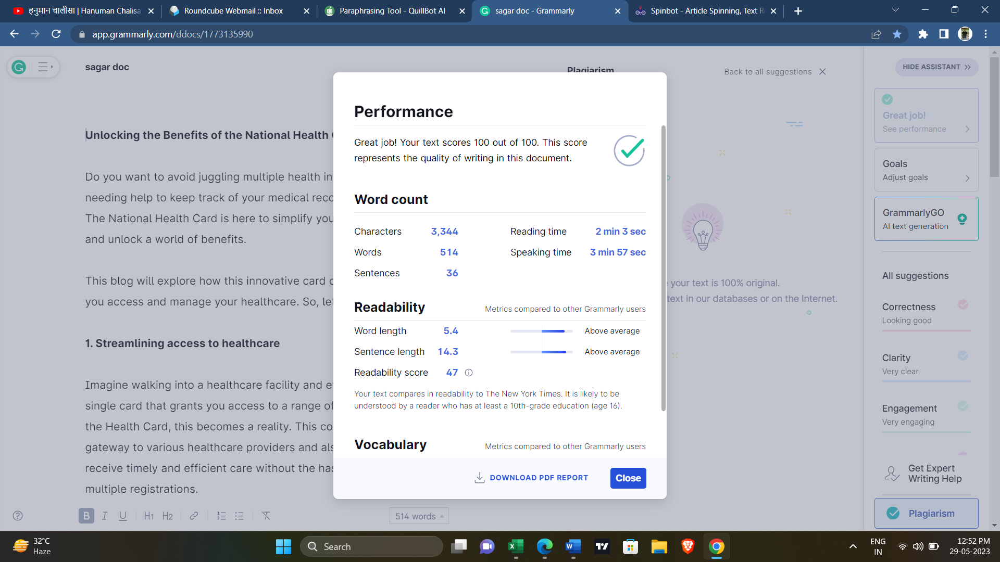 हनुमान चालीसा | Hanuman Chalisa
Roundcube Webmail :: Inbox
Paraphrasing Tool - QuillBot AI
sagar doc - Grammarly
Spinbot - Article Spinning, Text R
app.grammarly.com/ddocs/1773135990
sagar doc
Plagiarism
Back to all suggestions
HIDE ASSISTANT
Unlocking the Benefits of the National Health
Do you want to avoid juggling multiple health in
needing help to keep track of your medical reco
The National Health Card is here to simplify you
and unlock a world of benefits.
This blog will explore how this innovative card c
you access and manage your healthcare. So, let
1. Streamlining access to healthcare
Imagine walking into a healthcare facility and ef
single card that grants you access to a range of
the Health Card, this becomes a reality. This co
gateway to various healthcare providers and als
receive timely and efficient care without the has
multiple registrations.
Performance
Great job! Your text scores 100 out of 100. This score
represents the quality of writing in this document.
Word count
Characters 3,344 Reading time 2 min 3 sec
Words 514 Speaking time 3 min 57 sec
Sentences 36
Readability Metrics compared to other Grammarly users
Word length 5.4 Above average
Sentence length 14.3 Above average
Readability score 47
Your text compares in readability to The New York Times. It is likely to be
understood by a reader who has at least a 10th-grade education (age 16).
Vocabulary Metrics compared to other Grammarly users
DOWNLOAD PDF REPORT
Close
your text is 100% original.
text in our databases or on the Internet.
Great job!
See performance
Goals
Adjust goals
GrammarlyGO
AI text generation
All suggestions
Correctness
Looking good
Clarity
Very clear
Engagement
Very engaging
Get Expert
Writing Help
Plagiarism
B I U H1 H2
514 words
32°C
Haze
Search
ENG
IN
12:52 PM
29-05-2023